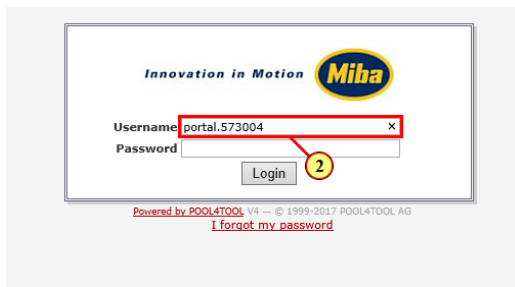 Innovation in Motion Miba
Username portal.573004 ×
Password
Login
2
Powered by POOL4TOOL V4 — © 1999-2017 POOL4TOOL AG
I forgot my password